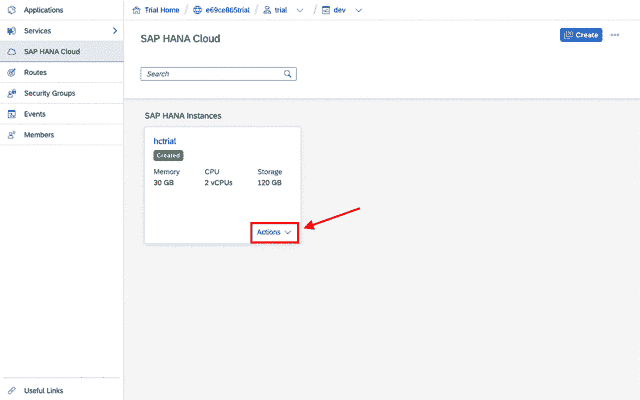 Applications
Services
SAP HANA Cloud
Routes
Security Groups
Events
Members
Useful Links
Trial Home / e69ce865trial / trial / dev
SAP HANA Cloud
Create
Search
SAP HANA Instances
hctrial
Created
Memory CPU Storage
30 GB 2 vCPUs 120 GB
Actions